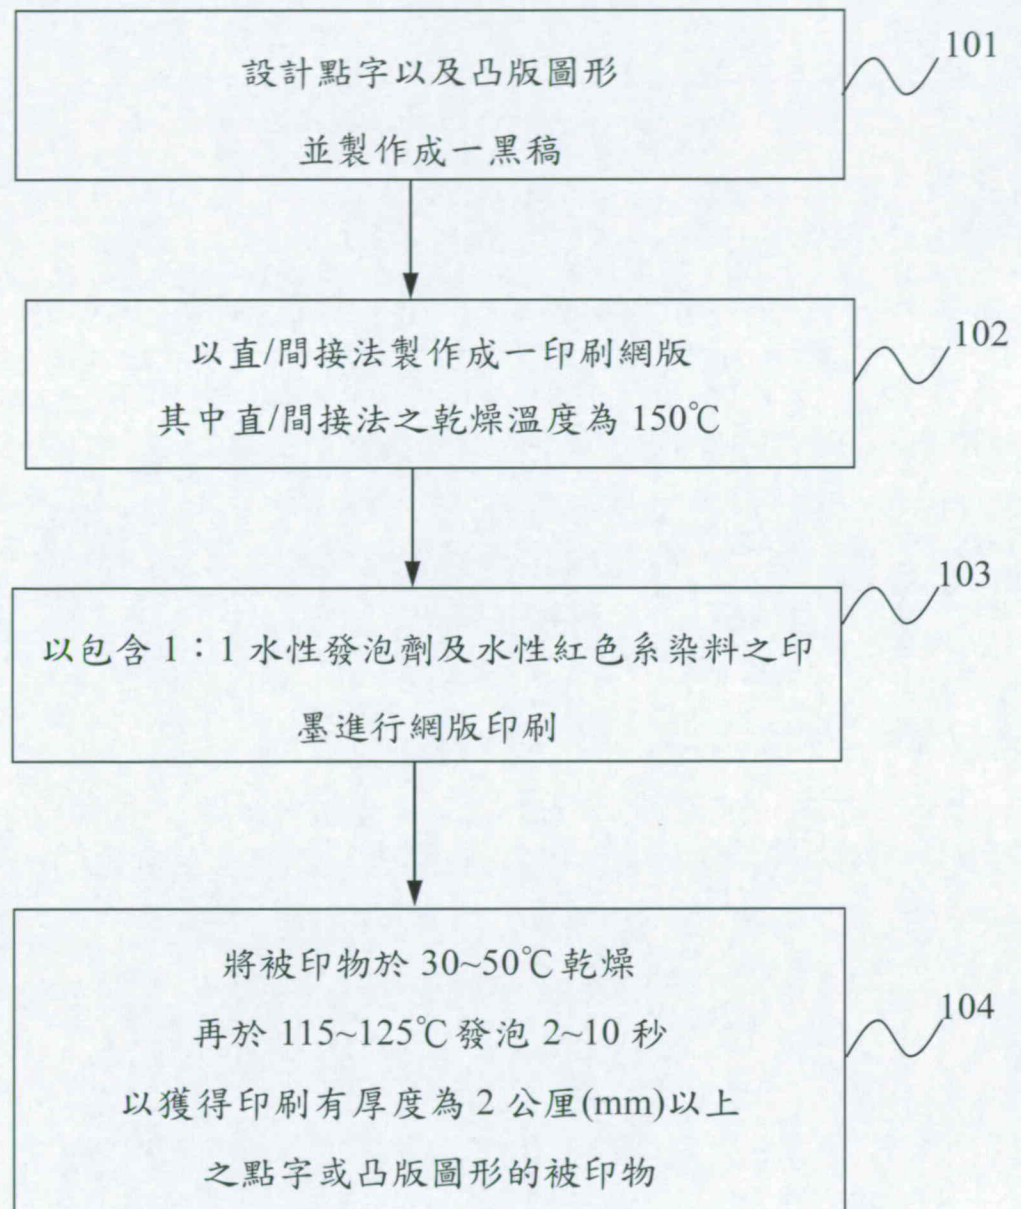 設計點字以及凸版圖形
並製作成一黑稿
101
以直/間接法製作成一印刷網版
其中直/間接法之乾燥溫度為 150℃
102
以包含 1：1 水性發泡劑及水性紅色系染料之印
墨進行網版印刷
103
將被印物於 30~50℃ 乾燥
再於 115~125℃ 發泡 2~10 秒
以獲得印刷有厚度為 2 公厘(mm)以上
之點字或凸版圖形的被印物
104